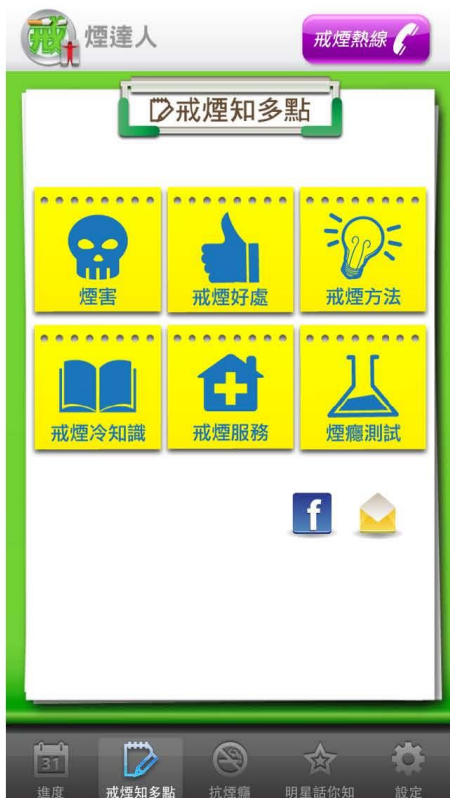 戒煙達人
戒煙熱線
戒煙知多點
煙害
戒煙好處
戒煙方法
戒煙冷知識
戒煙服務
煙癮測試
f
31
進度
戒煙知多點
抗煙癮
明星話你知
設定